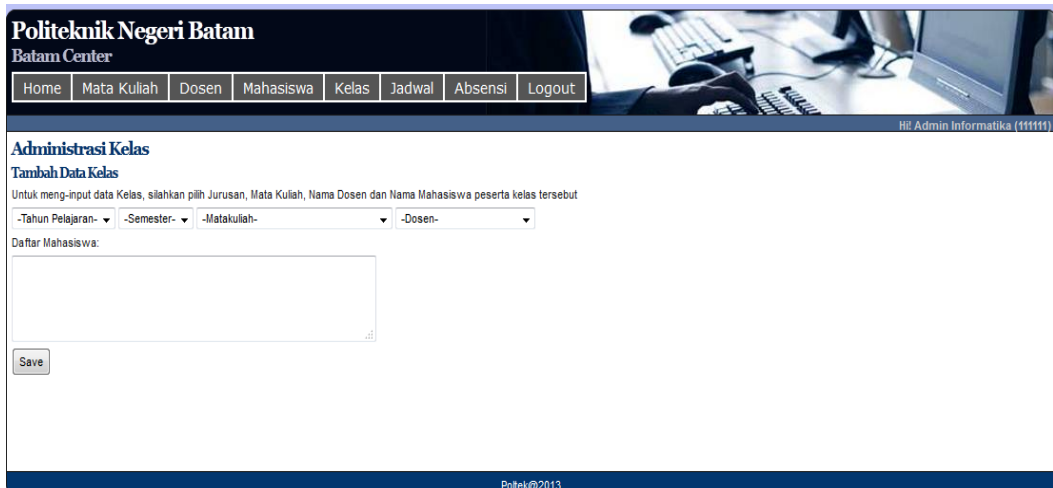 Politeknik Negeri Batam
Batam Center
Home Mata Kuliah Dosen Mahasiswa Kelas Jadwal Absensi Logout
Hi! Admin Informatika (111111)
Administrasi Kelas
Tambah Data Kelas
Untuk meng-input data Kelas, silahkan pilih Jurusan, Mata Kuliah, Nama Dosen dan Nama Mahasiswa peserta kelas tersebut
-Tahun Pelajaran- -Semester- -Matakuliah- -Dosen-
Daftar Mahasiswa:
Save
Poltek@2013